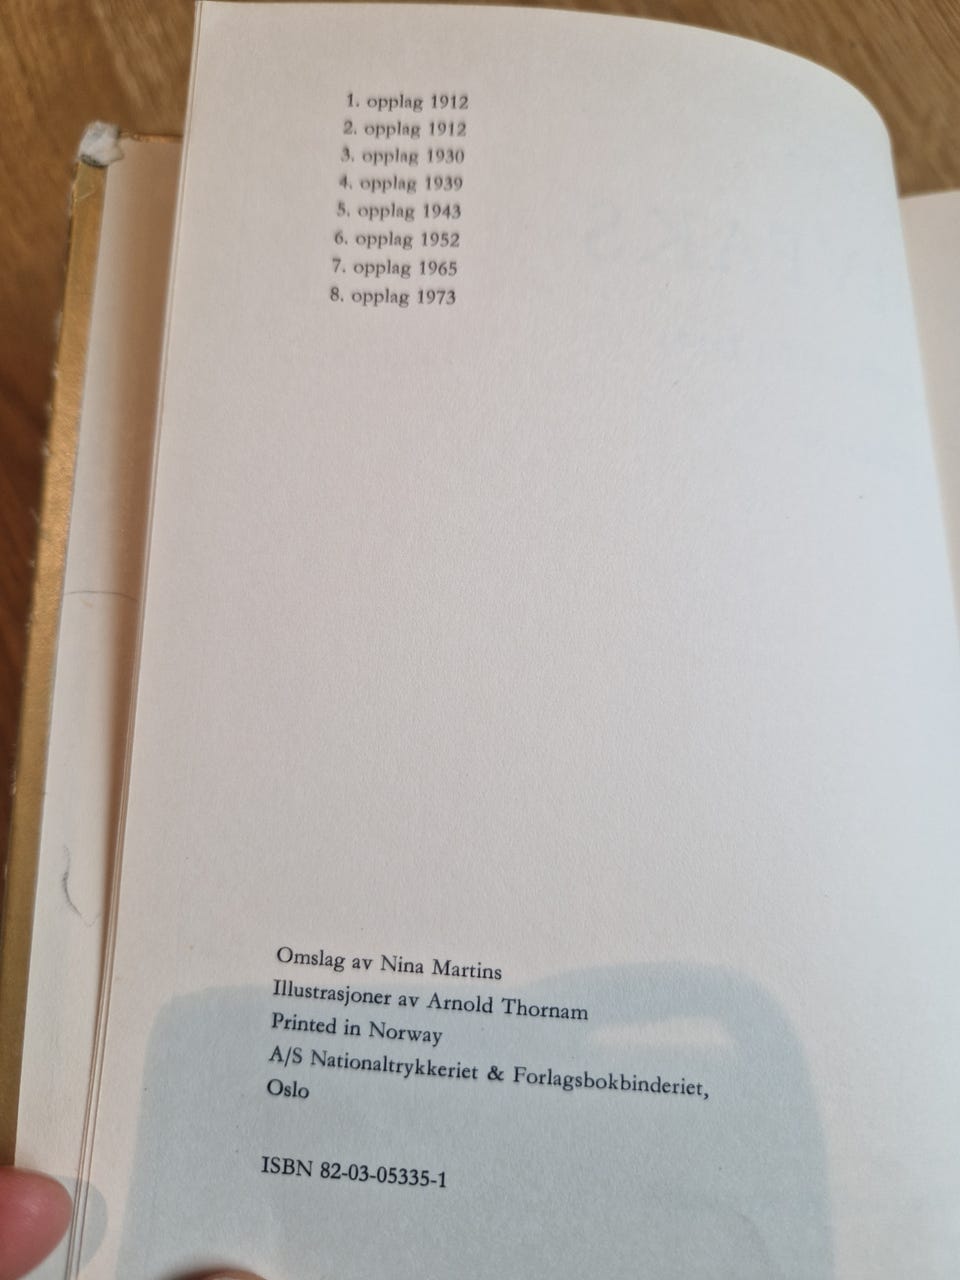 1. opplag 1912
2. opplag 1912
3. opplag 1930
4. opplag 1939
5. opplag 1943
6. opplag 1952
7. opplag 1965
8. opplag 1973
Omslag av Nina Martins
Illustrasjoner av Arnold Thornam
Printed in Norway
A/S Nationaltrykkeriet & Forlagsbokbinderiet,
Oslo
ISBN 82-03-05335-1